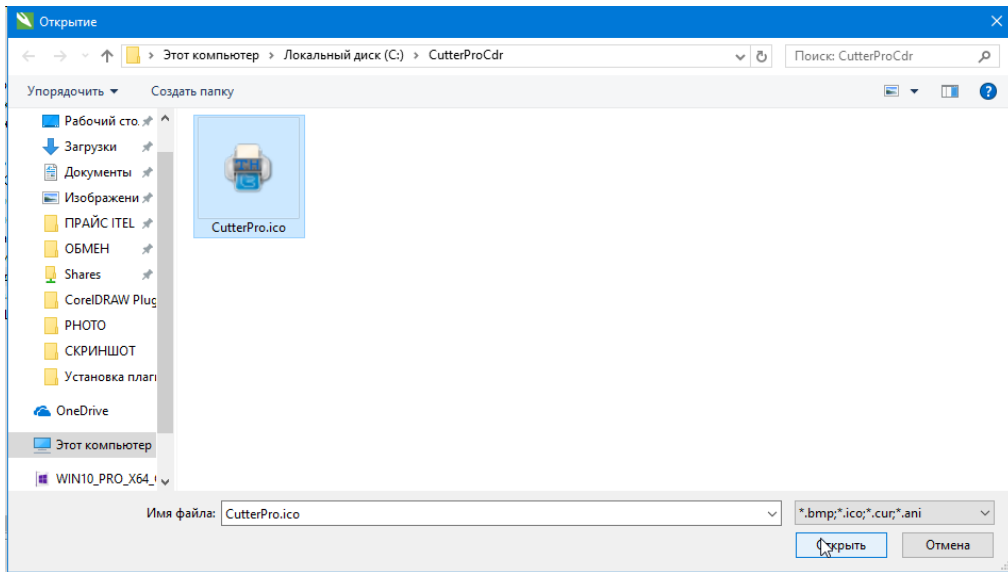 Открытие
Этот компьютер > Локальный диск (C:) > CutterProCdr
Поиск: CutterProCdr
Упорядочить
Создать папку
Рабочий сто.
Загрузки
Документы
Изображени
ПРАЙС ITEL
ОБМЕН
Shares
CorelDRAW Plug
PHOTO
СКРИНШОТ
Установка плаги
OneDrive
Этот компьютер
WIN10_PRO_X64_
CutterPro.ico
Имя файла:
CutterPro.ico
*.bmp;*.ico;*.cur;*.ani
Открыть
Отмена